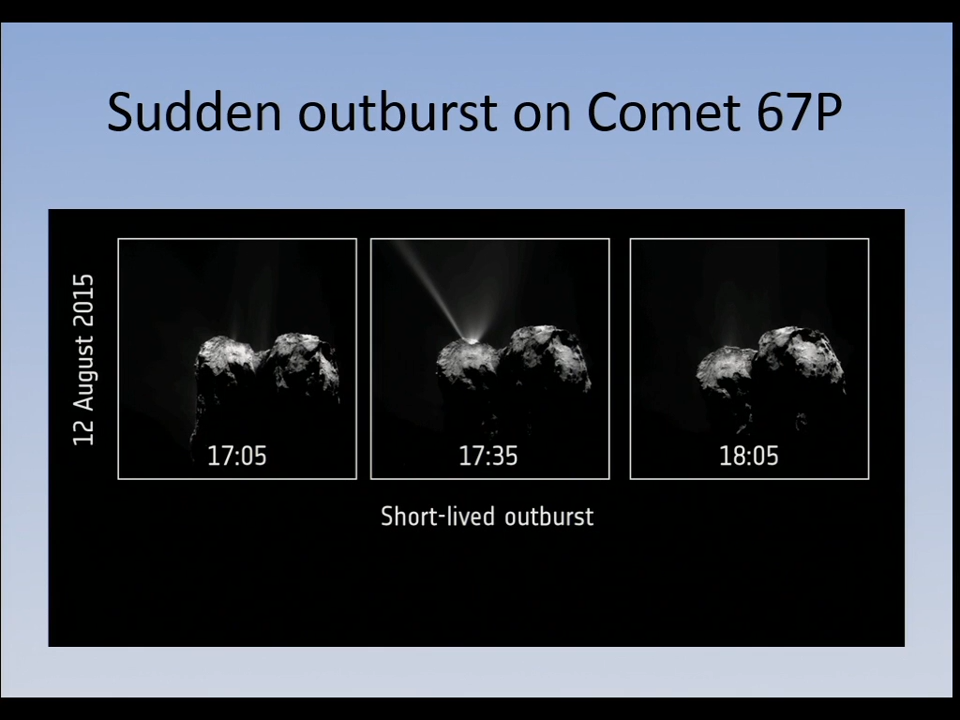 Sudden outburst on Comet 67P
12 August 2015
17:05
17:35
18:05
Short-lived outburst